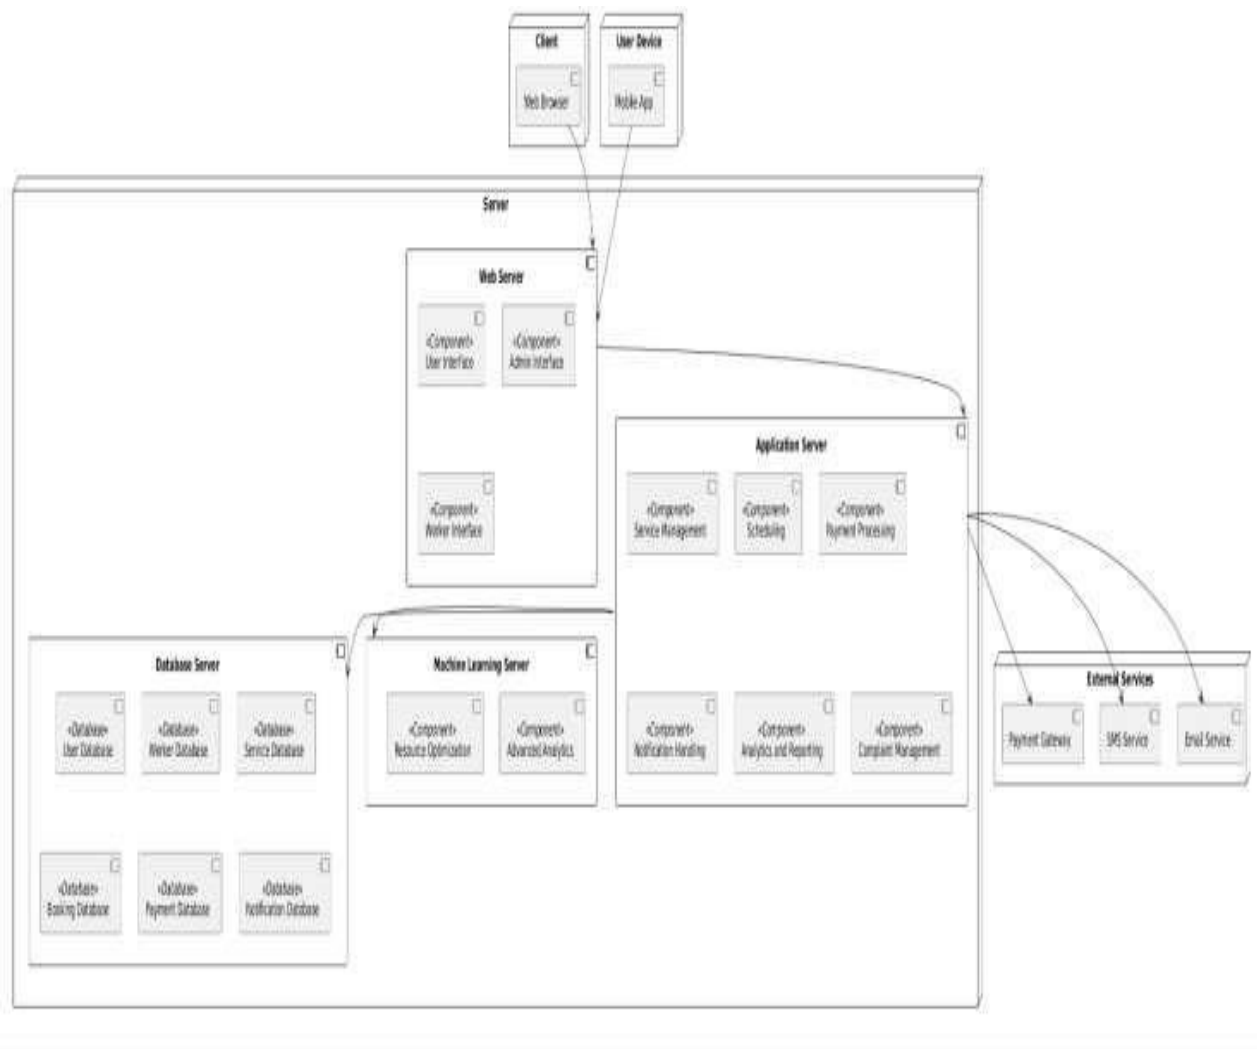 Client
User Device
Web Browser
Mobile App
Server
Web Server
«Component»
User Interface
«Component»
Admin Interface
«Component»
Worker Interface
Application Server
«Component»
Service Management
«Component»
Scheduling
«Component»
Payment Processing
«Component»
Notification Handling
«Component»
Analytics and Reporting
«Component»
Complaint Management
Database Server
«Database»
User Database
«Database»
Worker Database
«Database»
Service Database
«Database»
Booking Database
«Database»
Payment Database
«Database»
Notification Database
Machine Learning Server
«Component»
Resource Optimization
«Component»
Advanced Analytics
External Services
Payment Gateway
SMS Service
Email Service